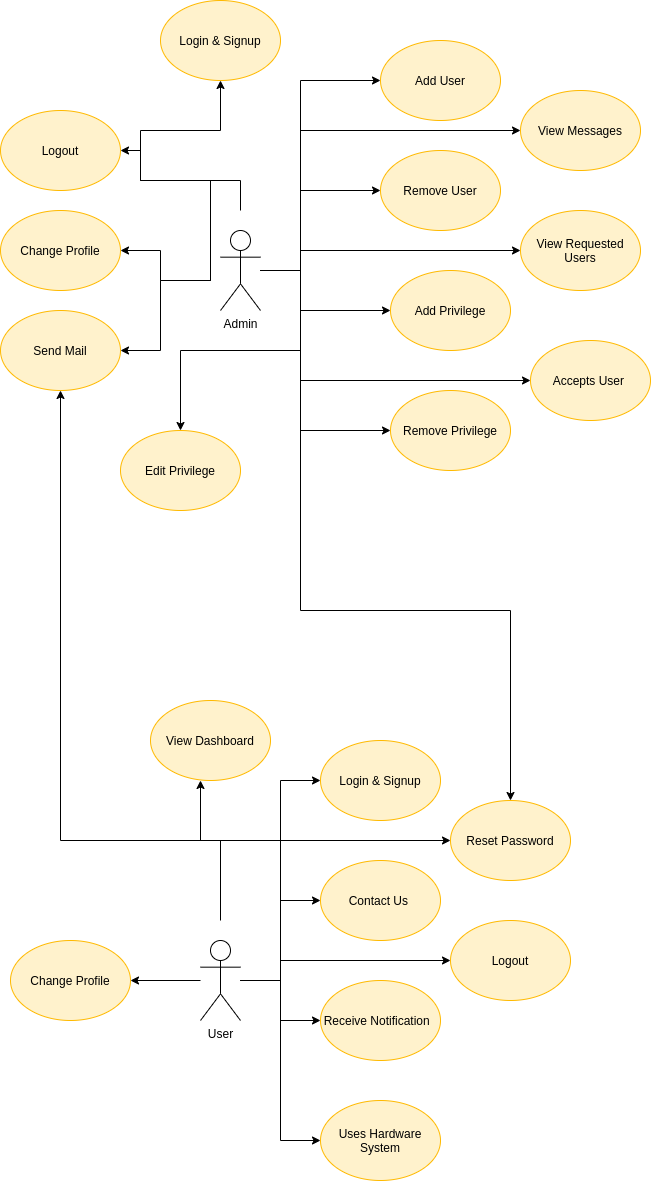 Login & Signup
Add User
View Messages
Logout
Remove User
Change Profile
View Requested
Users
Add Privilege
Admin
Send Mail
Accepts User
Remove Privilege
Edit Privilege
View Dashboard
Login & Signup
Reset Password
Contact Us
Logout
Change Profile
Receive Notification
User
Uses Hardware
System